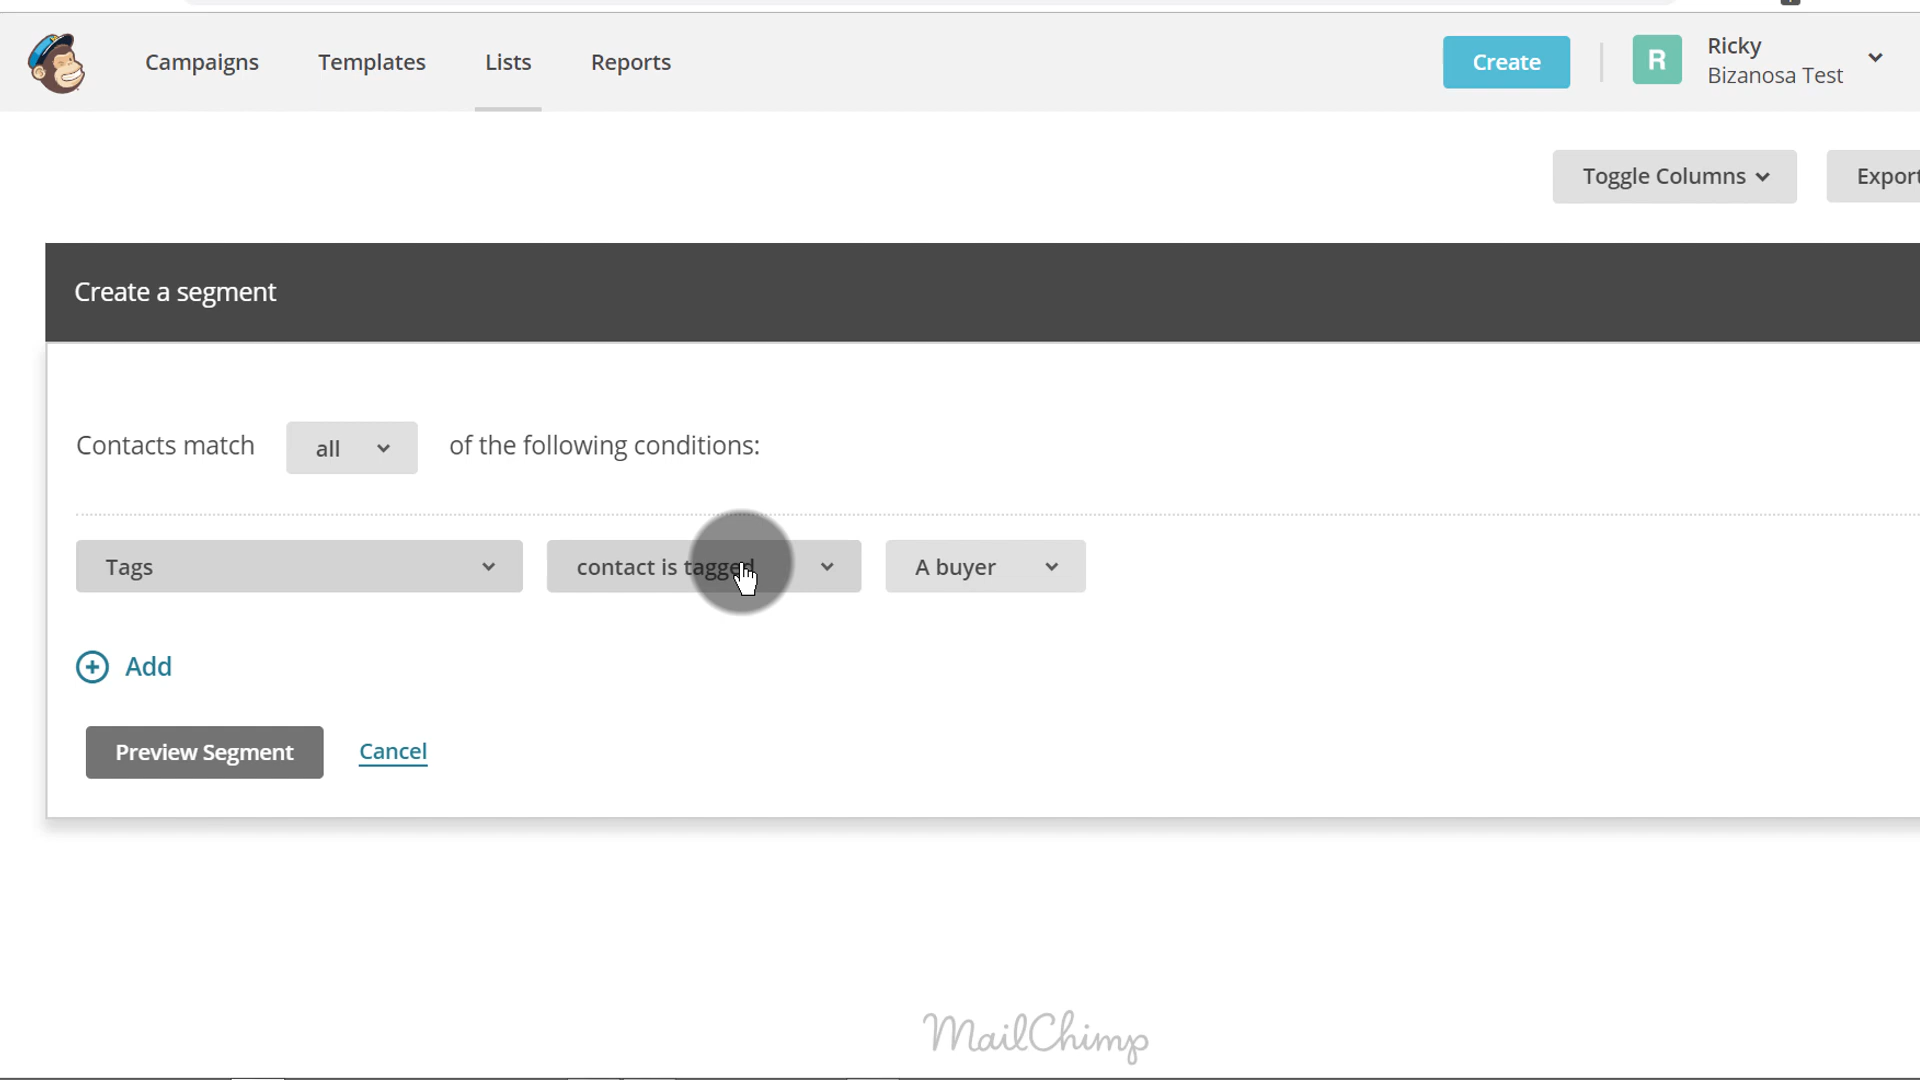 Campaigns
Templates
Lists
Reports
Create
R
Ricky
Bizanosa Test
Toggle Columns
Export
Create a segment
Contacts match all of the following conditions:
Tags
contact is tagged
A buyer
Add
Preview Segment
Cancel
MailChimp